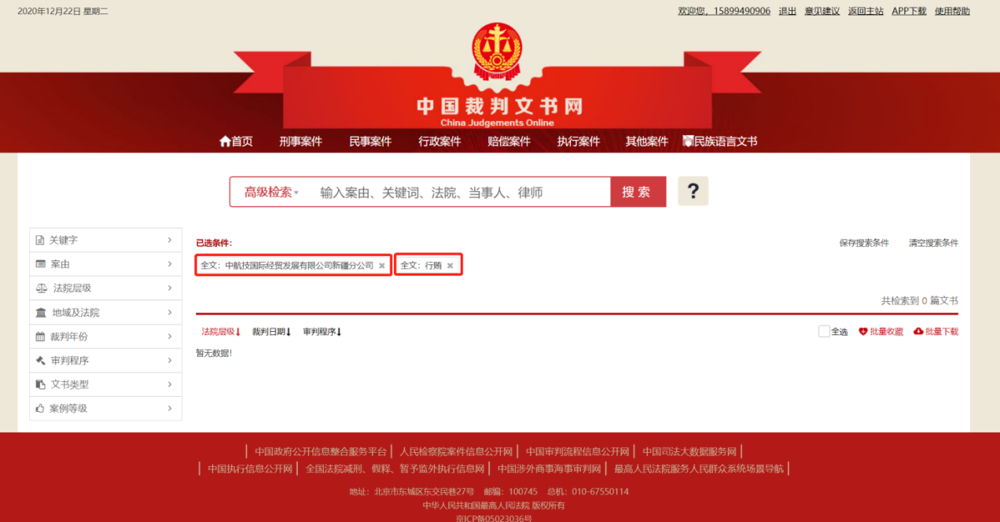 2020年12月22日 星期二
欢迎您，15899490906 退出 意见建议 返回主站 APP下载 使用帮助
中国裁判文书网
China Judgements Online
首页 刑事案件 民事案件 行政案件 赔偿案件 执行案件 其他案件 民族语言文书
高级检索 输入案由、关键词、法院、当事人、律师 搜索 ?
关键字
案由
法院层级
地域及法院
裁判年份
审判程序
文书类型
案例等级
已选条件:
保存搜索条件 清空搜索条件
全文：中航技国际经贸发展有限公司新疆分公司 × 全文：行贿 ×
共检索到 0 篇文书
法院层级↓ 裁判日期↓ 审判程序↓
全选 批量收藏 批量下载
暂无数据!
| 中国政府公开信息整合服务平台 | 人民检察院案件信息公开网 | 中国审判流程信息公开网 | 中国司法大数据服务网 |
| 中国执行信息公开网 | 全国法院减刑、假释、暂予监外执行信息网 | 中国涉外商事海事审判网 | 最高人民法院服务人民群众系统场景导航 |
地址：北京市东城区东交民巷27号 邮编：100745 总机：010-67550114
中华人民共和国最高人民法院 版权所有
京ICP备05023036号